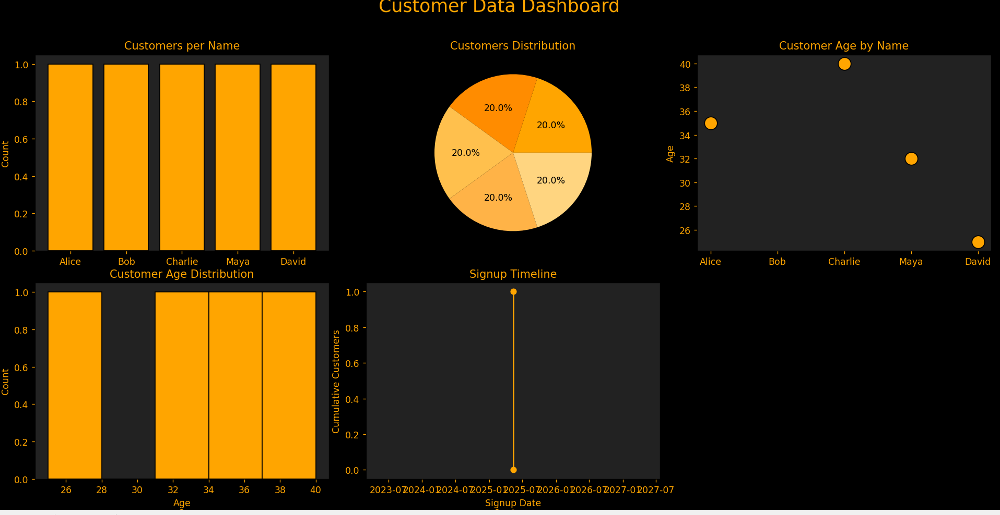 Customer Data Dashboard
Customers per Name
Count
1.0
0.8
0.6
0.4
0.2
0.0
Alice Bob Charlie Maya David
Customers Distribution
20.0%
20.0%
20.0%
20.0%
20.0%
Customer Age by Name
Age
40
38
36
34
32
30
28
26
Alice Bob Charlie Maya David
Customer Age Distribution
Count
1.0
0.8
0.6
0.4
0.2
0.0
26 28 30 32 34 36 38 40
Age
Signup Timeline
Cumulative Customers
1.0
0.8
0.6
0.4
0.2
0.0
2023-07 2024-01 2024-07 2025-01 2025-07 2026-01 2026-07 2027-01 2027-07
Signup Date